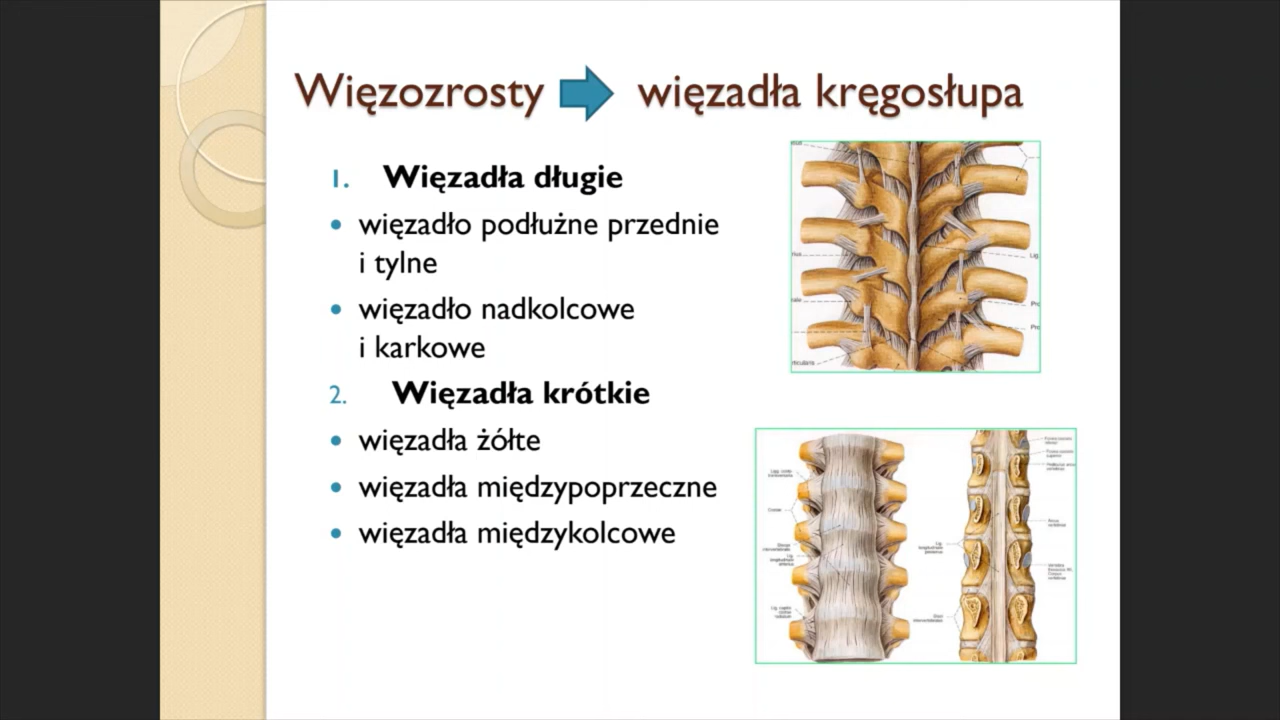 Więzozrosty więzadła kręgosłupa
1. Więzadła długie
• więzadło podłużne przednie
i tylne
• więzadło nadkolcowe
i karkowe
2. Więzadła krótkie
• więzadła żółte
• więzadła międzypoprzeczne
• więzadła międzykolcowe